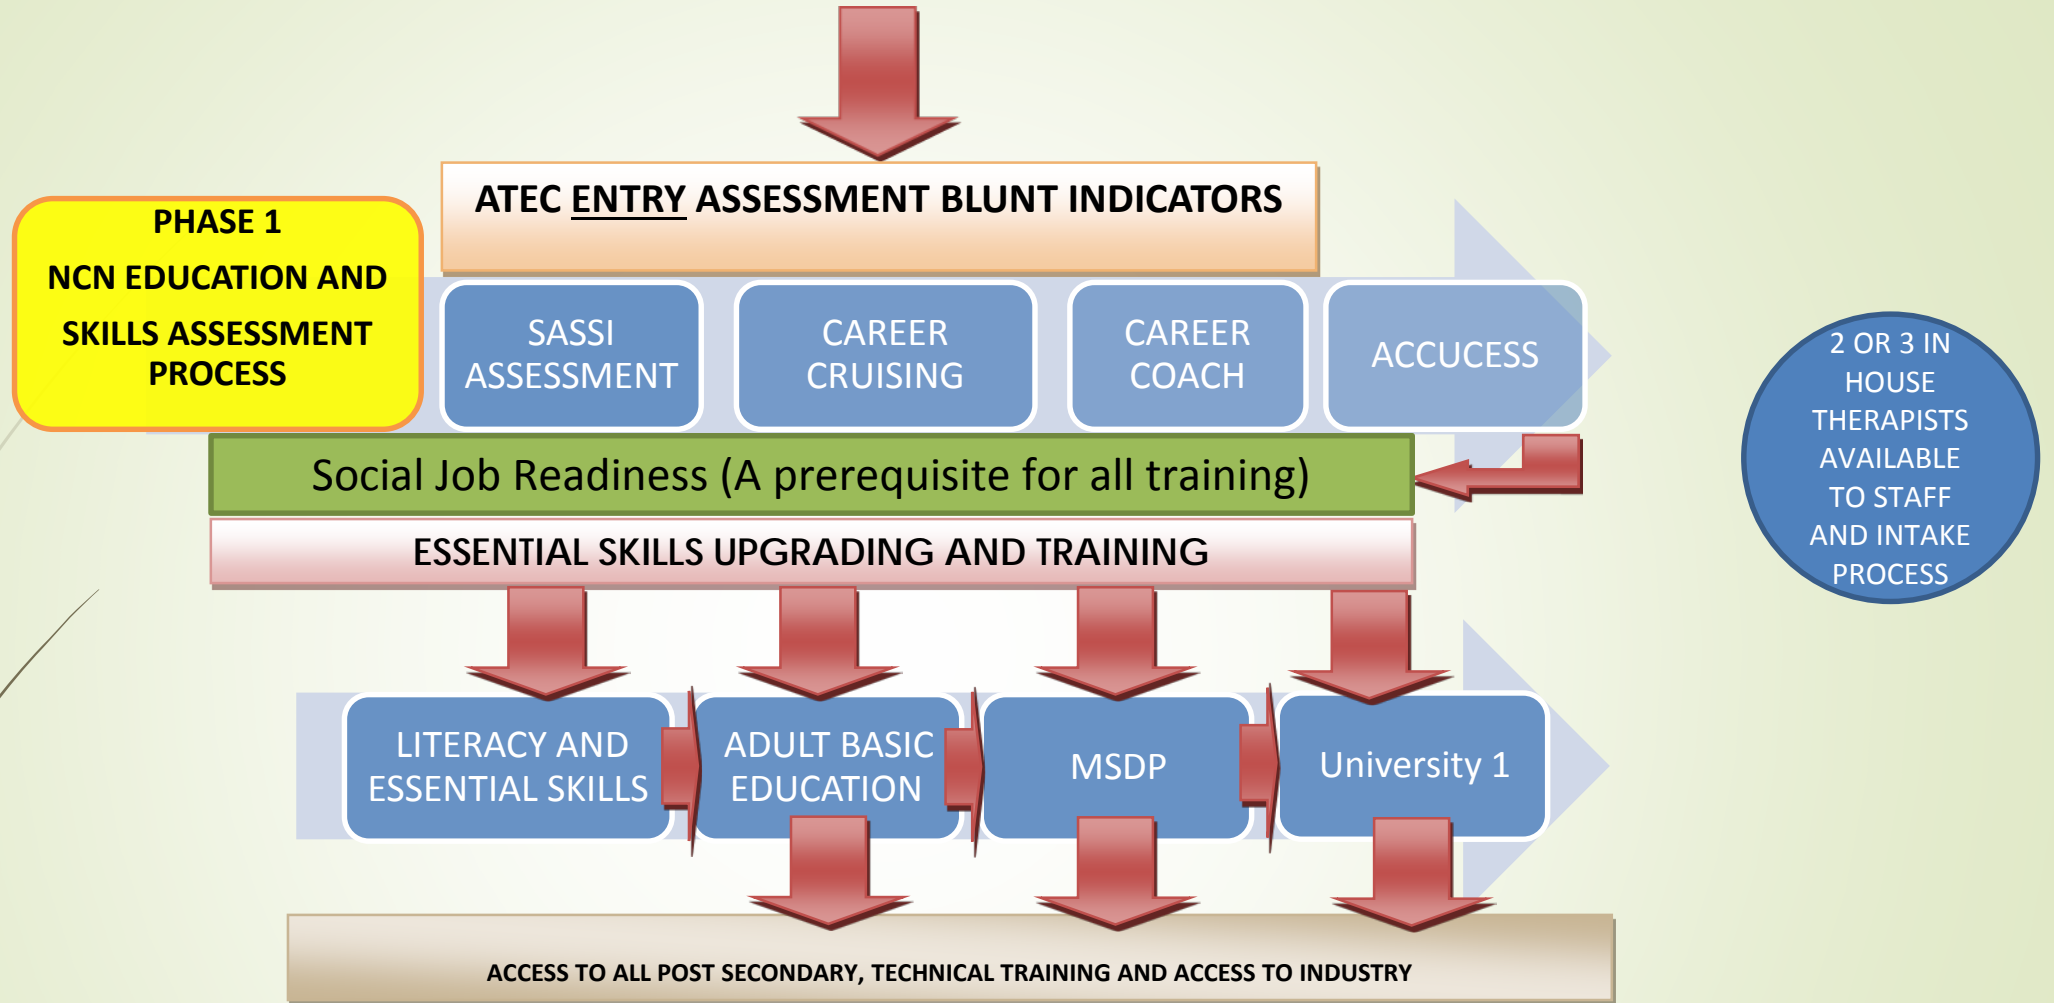 ATEC ENTRY ASSESSMENT BLUNT INDICATORS
PHASE 1
NCN EDUCATION AND
SKILLS ASSESSMENT
PROCESS
SASSI
ASSESSMENT
CAREER
CRUISING
CAREER
COACH
ACCUCESS
2 OR 3 IN
HOUSE
THERAPISTS
AVAILABLE
TO STAFF
AND INTAKE
PROCESS
Social Job Readiness (A prerequisite for all training)
ESSENTIAL SKILLS UPGRADING AND TRAINING
LITERACY AND
ESSENTIAL SKILLS
ADULT BASIC
EDUCATION
MSDP
University 1
ACCESS TO ALL POST SECONDARY, TECHNICAL TRAINING AND ACCESS TO INDUSTRY